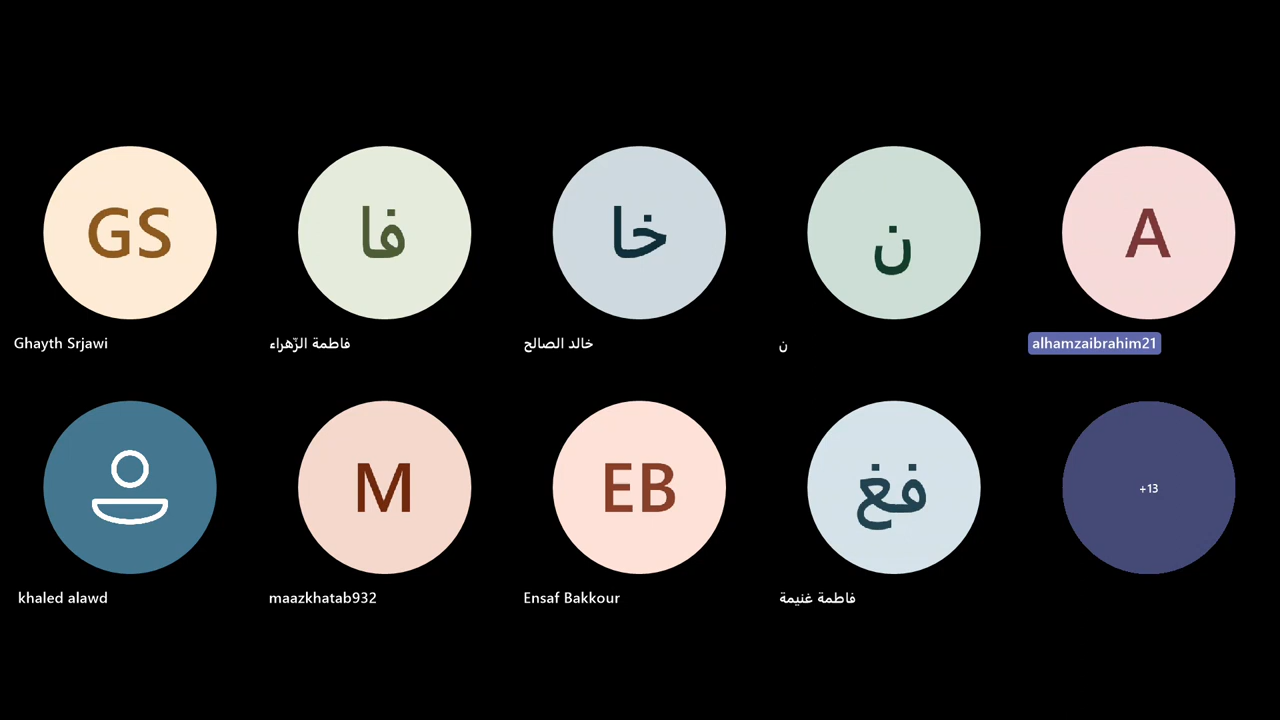 GS
فا
خا
ن
A
Ghayth Srjawi
فاطمة الزّهراء
خالد الصالح
ن
alhamzaibrahim21
M
EB
فغ
+13
khaled alawd
maazkhatab932
Ensaf Bakkour
فاطمة غنيمة